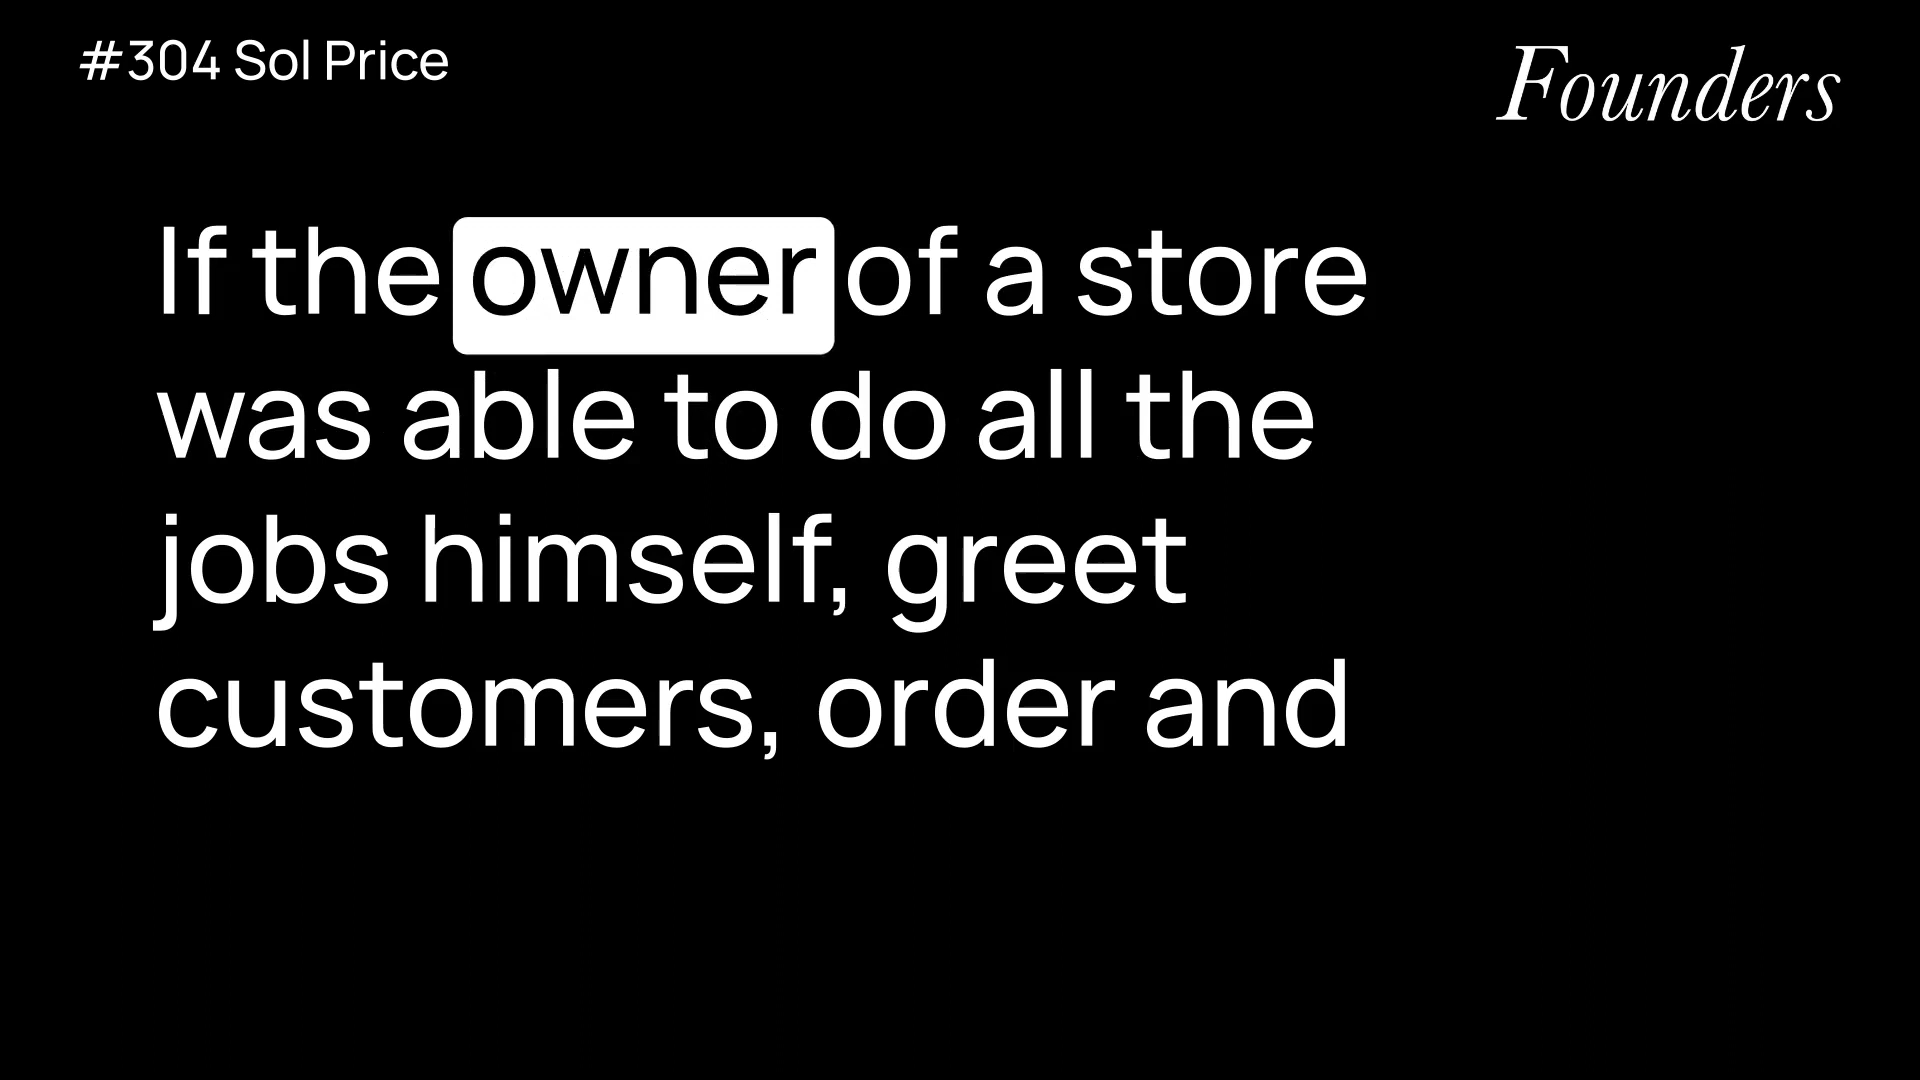 #304 Sol Price
Founders
If the owner of a store
was able to do all the
jobs himself, greet
customers, order and